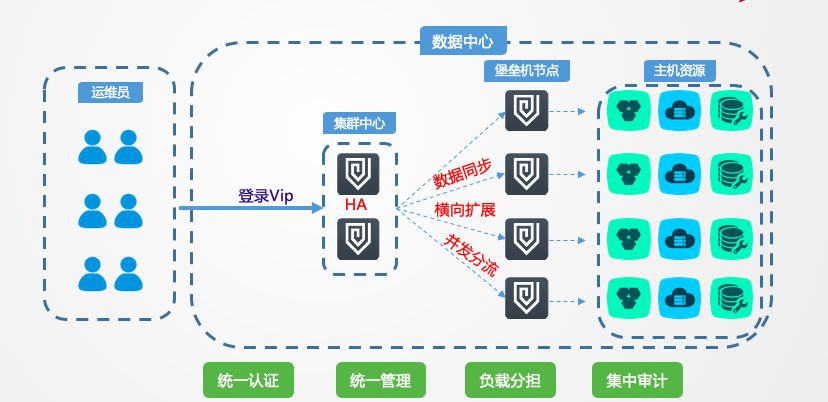 数据中心
运维员
集群中心
堡垒机节点
主机资源
登录Vip
HA
数据同步
横向扩展
并发分流
统一认证
统一管理
负载分担
集中审计